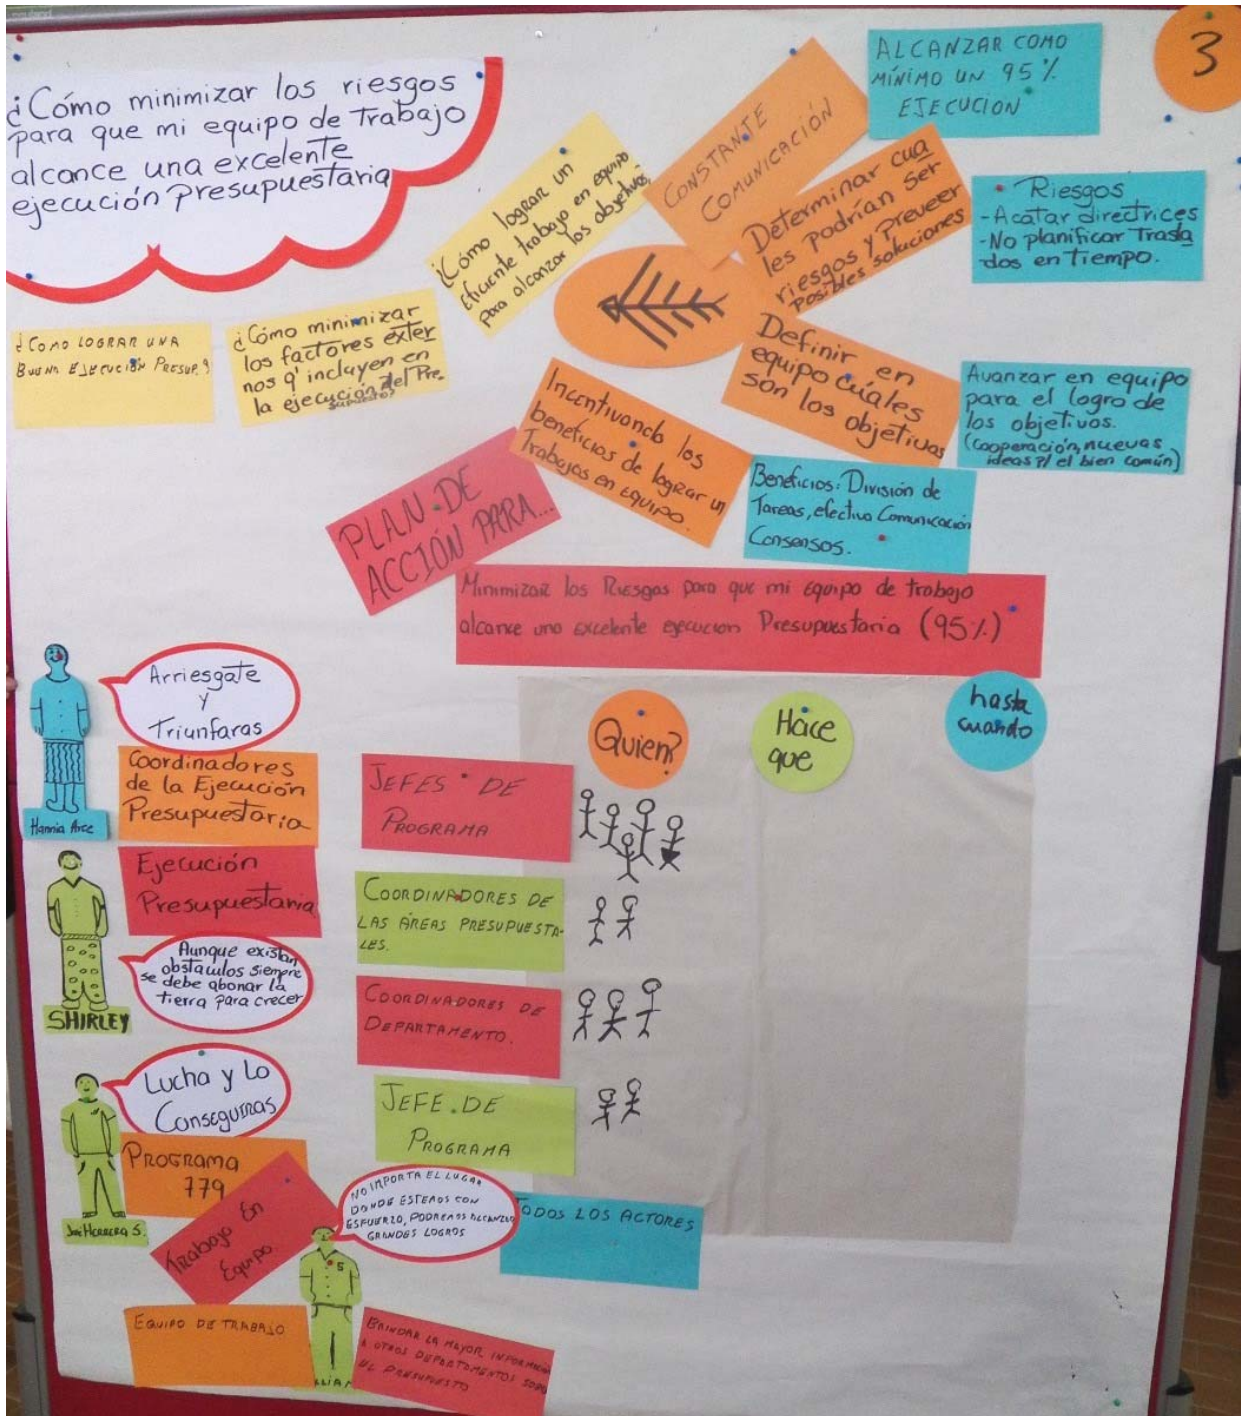 3
¿Cómo minimizar los riesgos
para que mi equipo de Trabajo
alcance una excelente
ejecución Presupuestaria
¿COMO LOGRAR UNA
BUENA EJECUCIÓN PRESUP.?
¿Cómo minimizar
los factores exter
nos q' incluyen en
la ejecución del Pre.
supuesto?
¿Cómo lograr un
Eficiente trabajo en equipo
para alcanzar los objetivos,
CONSTANTE
COMUNICACIÓN
ALCANZAR COMO
MÍNIMO UN 95%
EJECUCION
Determinar cua
les podrían ser
riesgos y Preveer
Posibles soluciones
Riesgos
-Acatar directrices
-No planificar Trasla
dos en Tiempo.
Definir en
equipo cuáles
son los objetivos
Avanzar en equipo
para el logro de
los objetivos.
(cooperación, nuevas
ideas p/ el bien común)
Incentivando los
beneficios de lograr un
Trabajos en Equipo.
Beneficios: División de
Tareas, efectiva Comunicación
Consensos.
PLAN DE
ACCIÓN PARA...
Minimizar los Riesgos para que mi equipo de trabajo
alcance una excelente ejecucion Presupuestaria (95%)
Quien?
Hace
que
hasta
cuando
Arriesgate
y
Triunfaras
Hannia Arce
Coordinadores
de la Ejecución
Presupuestaria
JEFES DE
PROGRAMA
Ejecución
Presupuestaria
COORDINADORES DE
LAS ÁREAS PRESUPUESTA-
LES.
Aunque existan
obstaculos siempre
se debe abonar la
tierra para crecer
SHIRLEY
COORDINADORES DE
DEPARTAMENTO.
Lucha y Lo
Conseguiras
JEFE.DE
PROGRAMA
PROGRAMA
779
José HERRERA S.
Trabajo En
Equipo.
NO IMPORTA EL LUGAR
DONDE ESTEMOS CON
ESFUERZO, PODREMOS ALCANZAR
GRANDES LOGROS
TODOS LOS ACTORES
S
EQUIPO DE TRABAJO
BRINDAR LA MAYOR INFORMACION
A OTROS DEPARTAMENTOS SOBRE
EL PRESUPUESTO